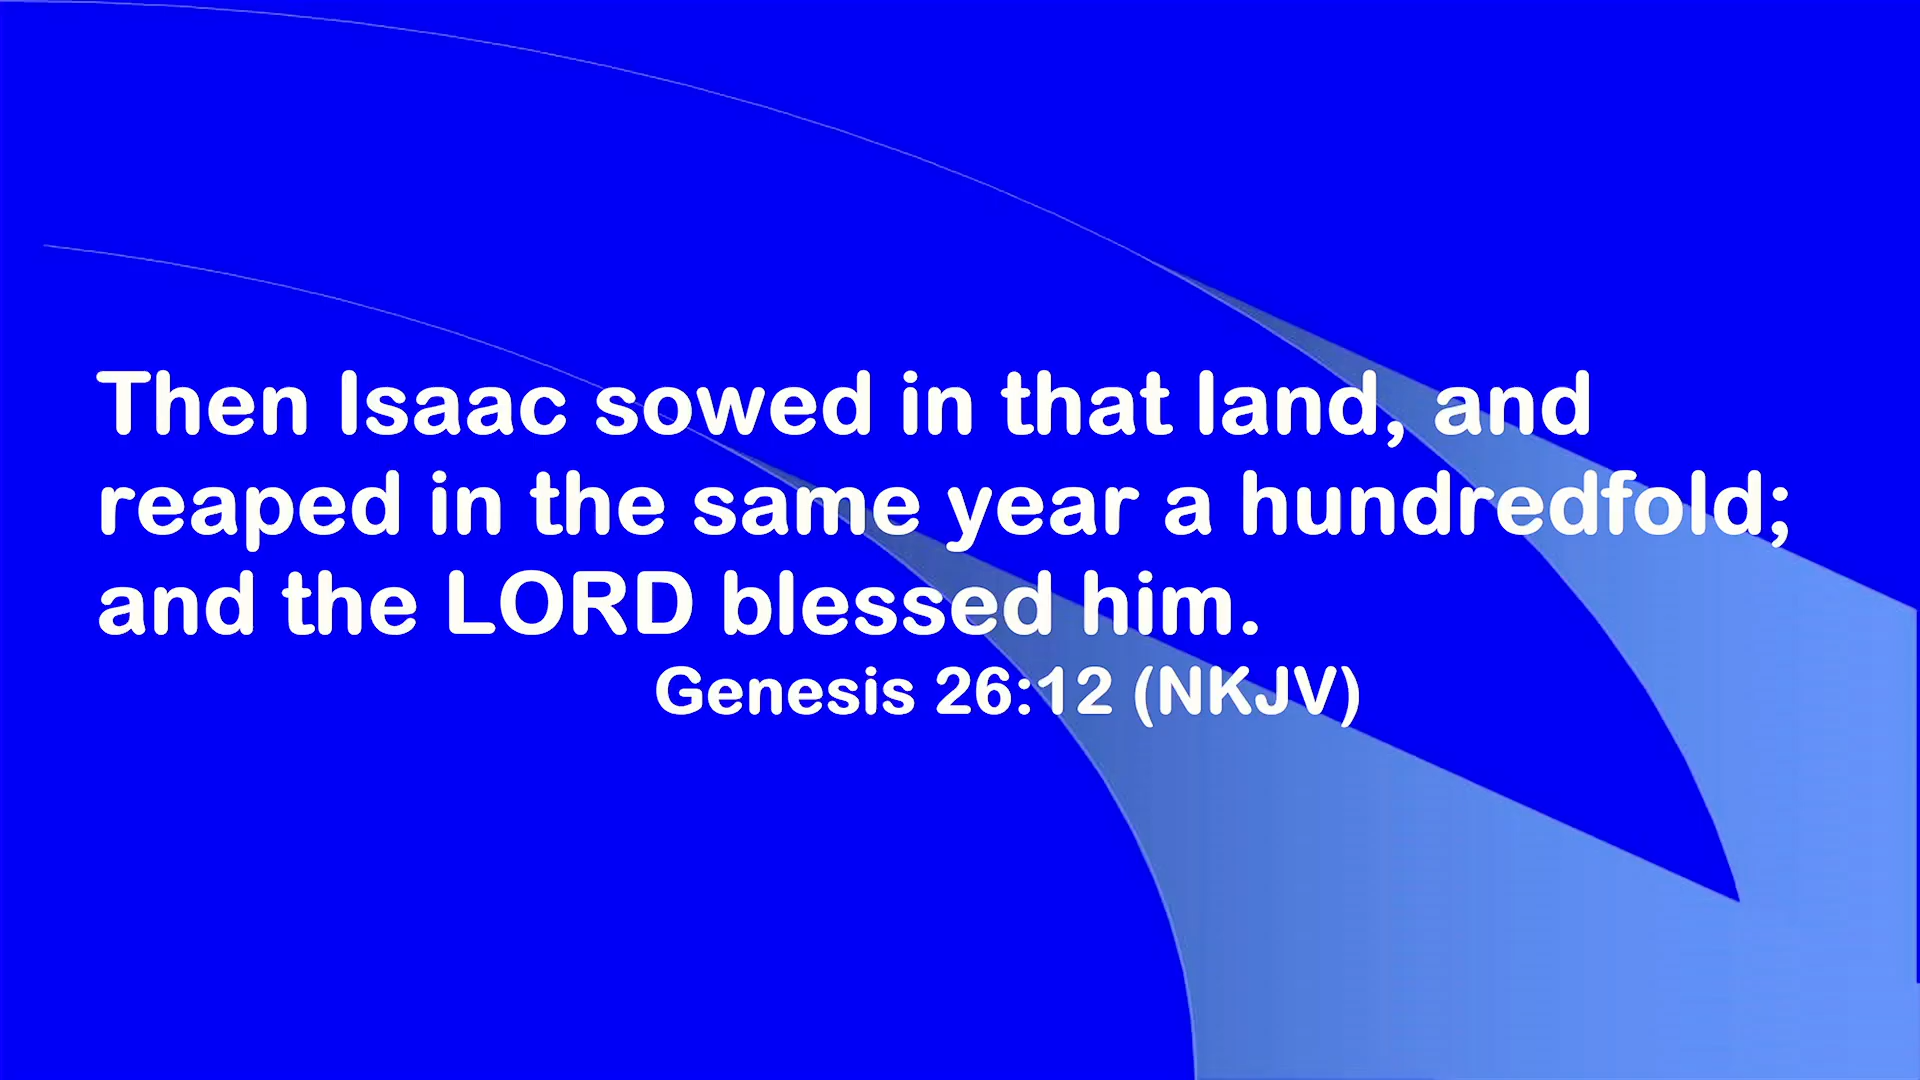 Then Isaac sowed in that land, and
reaped in the same year a hundredfold;
and the LORD blessed him.
Genesis 26:12 (NKJV)